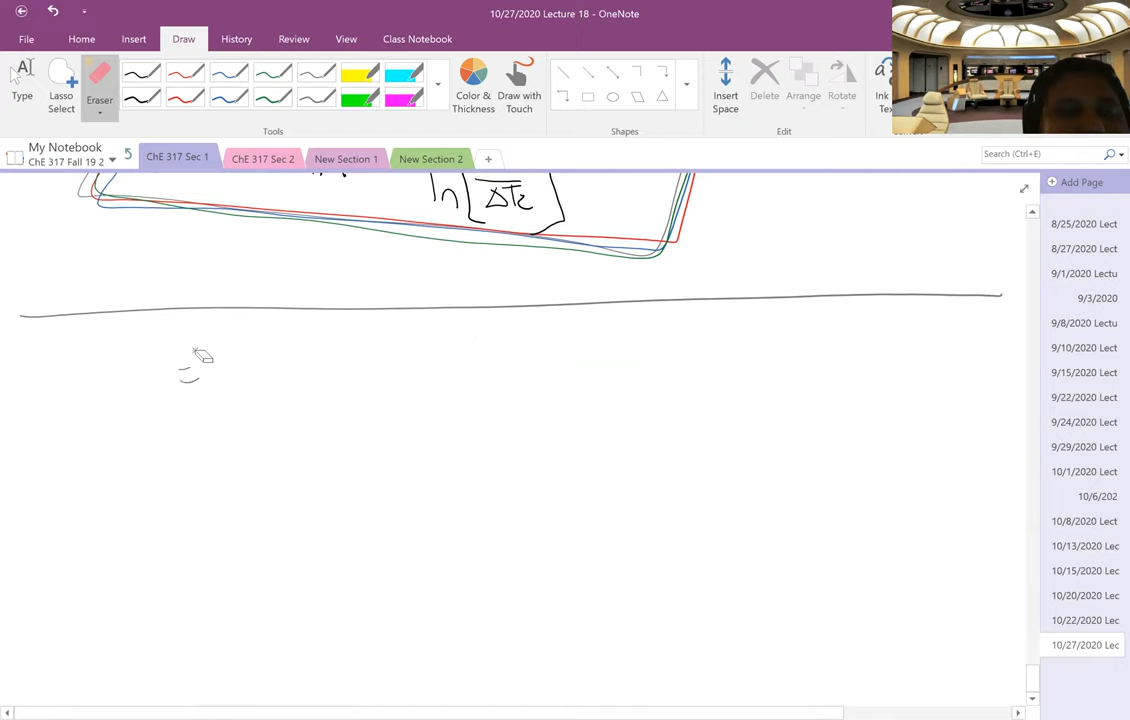 10/27/2020 Lecture 18 - OneNote
File Home Insert Draw History Review View Class Notebook
Type
Lasso Select
Eraser
Color & Thickness
Draw with Touch
Insert Space
Delete
Arrange
Rotate
Ink
Tex
Tools
Shapes
Edit
My Notebook
ChE 317 Fall 19 2
ChE 317 Sec 1
ChE 317 Sec 2
New Section 1
New Section 2
Search (Ctrl+E)
Add Page
8/25/2020 Lect
8/27/2020 Lect
9/1/2020 Lectu
9/3/2020
9/8/2020 Lectu
9/10/2020 Lect
9/15/2020 Lect
9/22/2020 Lect
9/24/2020 Lect
9/29/2020 Lect
10/1/2020 Lect
10/6/202
10/8/2020 Lect
10/13/2020 Lec
10/15/2020 Lec
10/20/2020 Lec
10/22/2020 Lec
10/27/2020 Lec
ln[ΔT2]
=